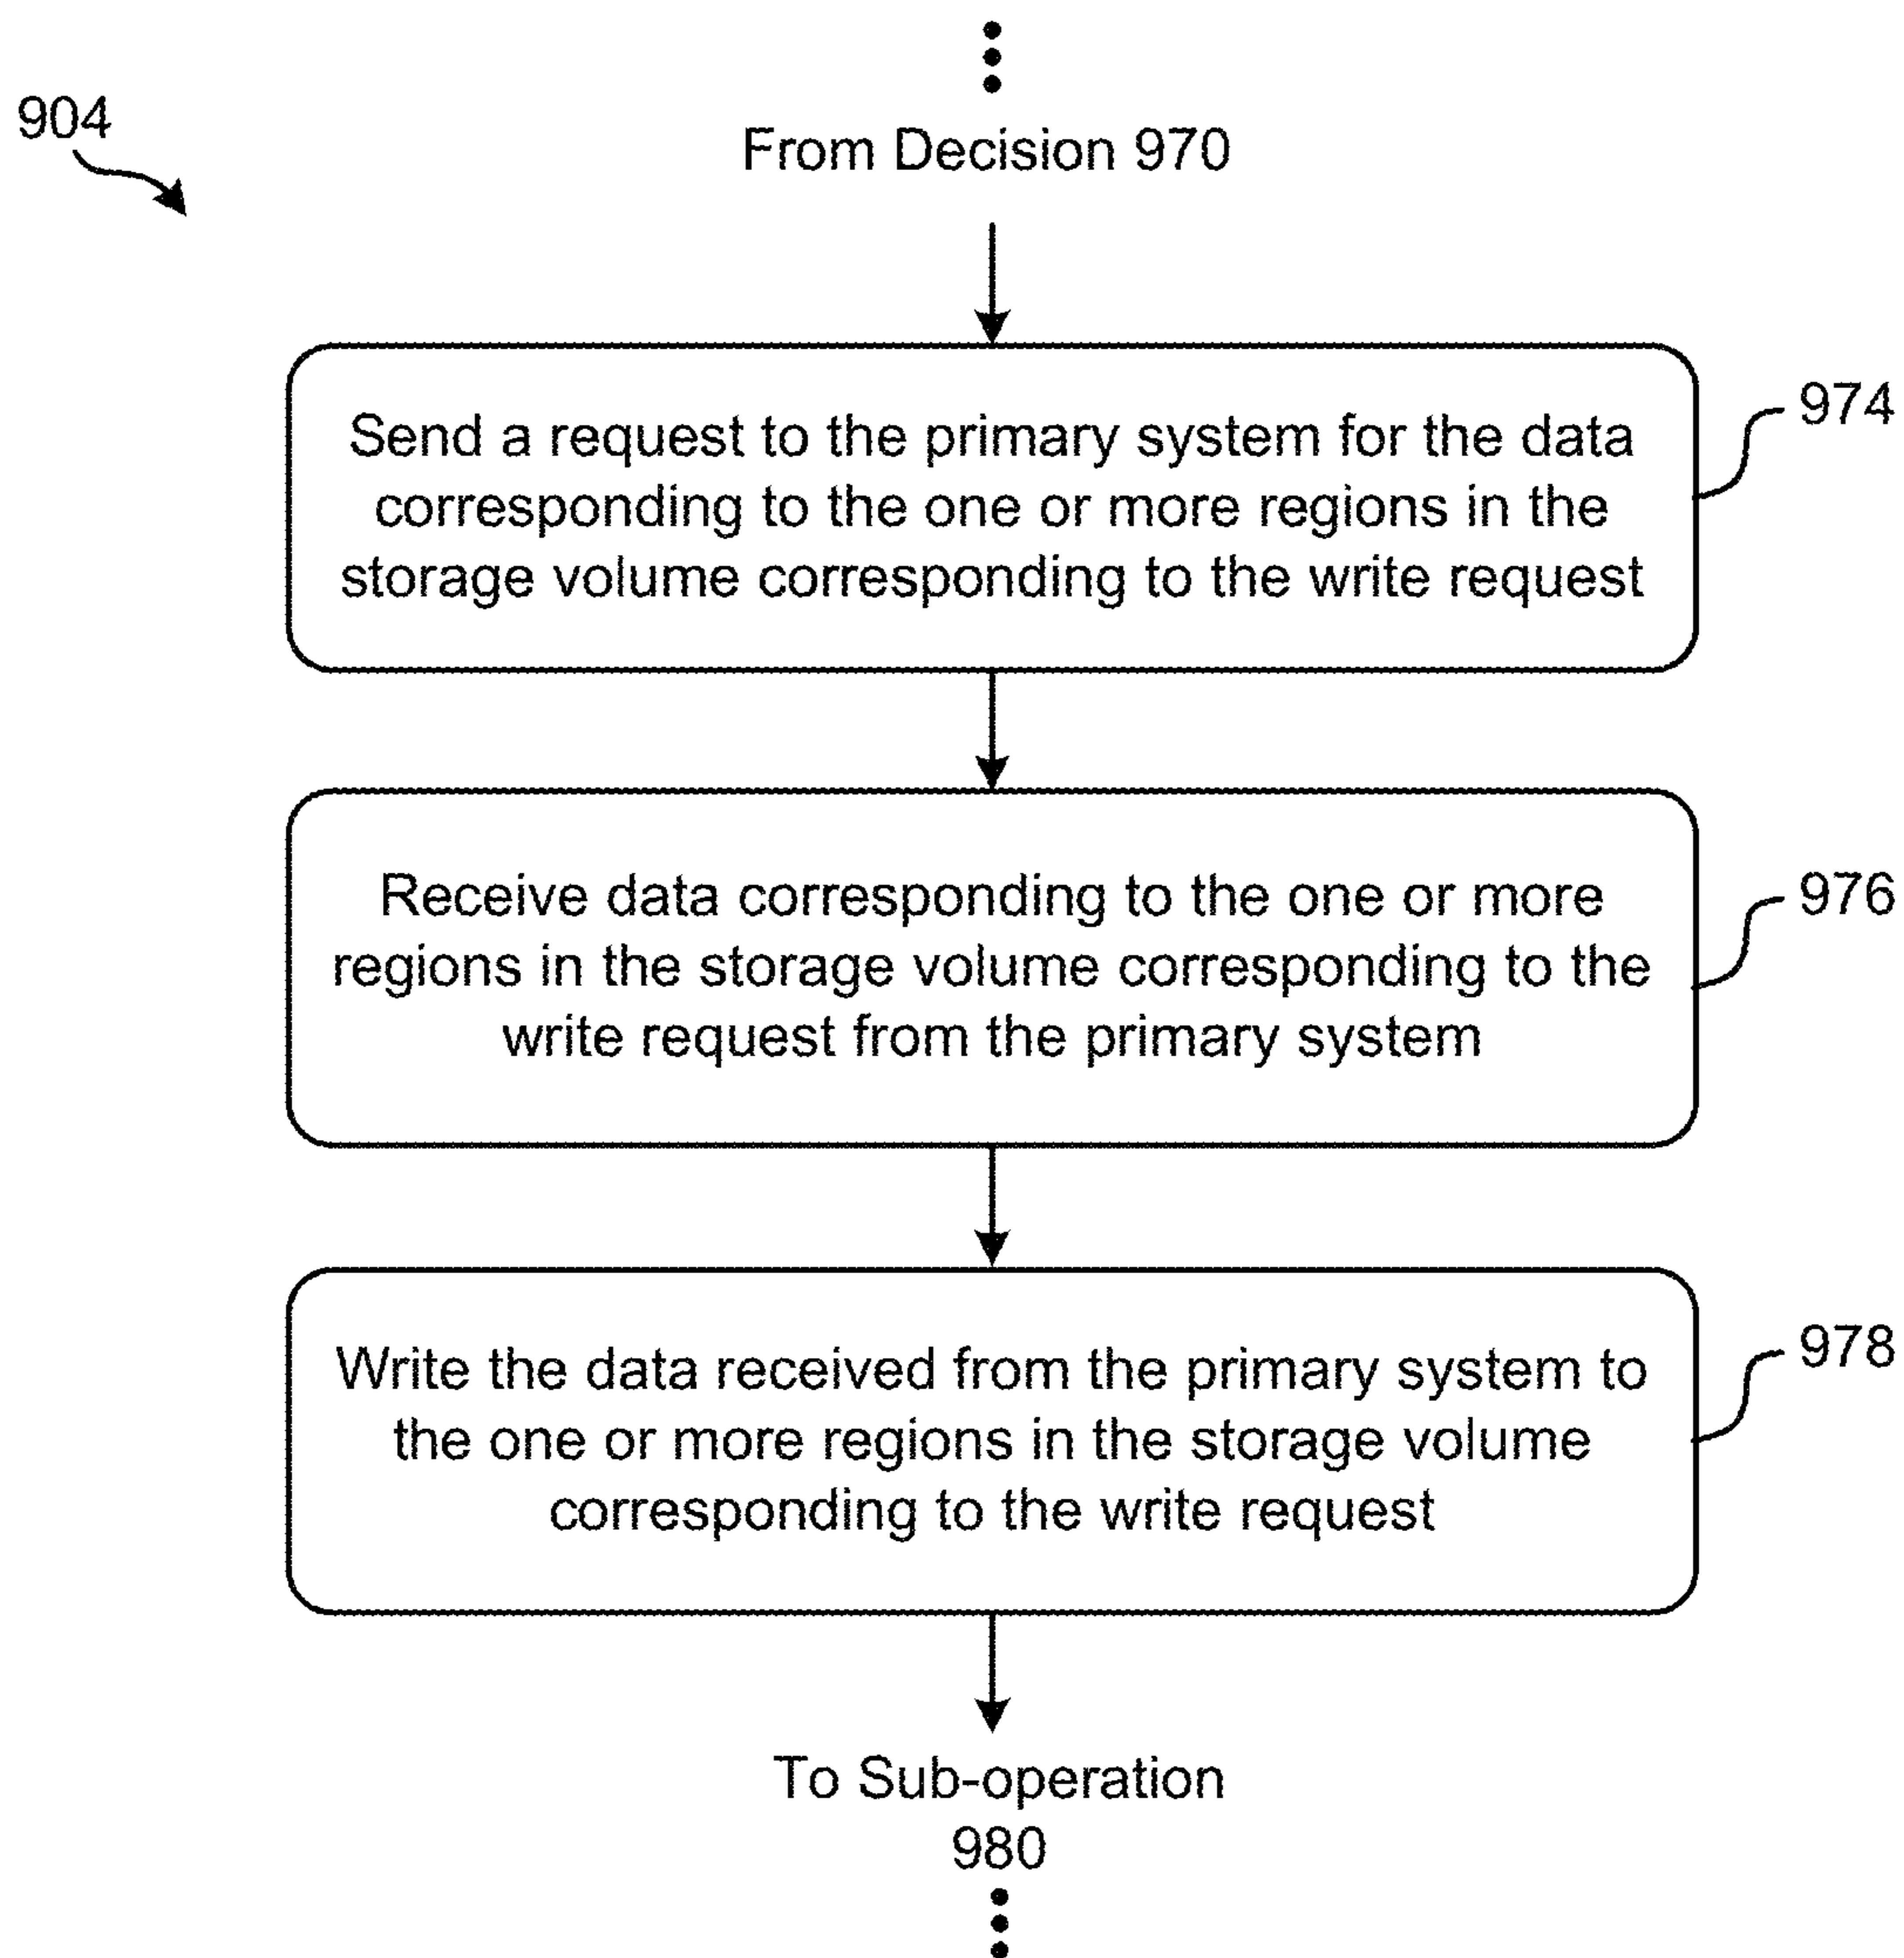 904
From Decision 970
Send a request to the primary system for the data
corresponding to the one or more regions in the
storage volume corresponding to the write request
974
Receive data corresponding to the one or more
regions in the storage volume corresponding to the
write request from the primary system
976
Write the data received from the primary system to
the one or more regions in the storage volume
corresponding to the write request
978
To Sub-operation
980